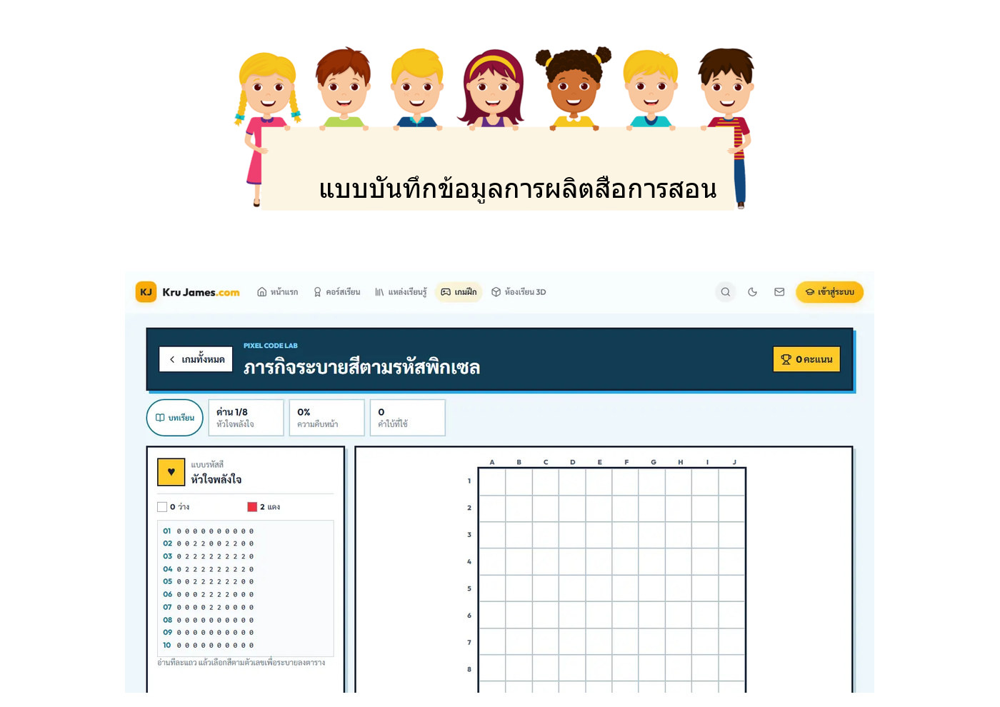 แบบบันทึกข้อมูลการผลิตสื่อการสอน
KJ Kru James.com หน้าแรก คอร์สเรียน แหล่งเรียนรู้ เกมฝึก ห้องเรียน 3D เข้าสู่ระบบ
PIXEL CODE LAB
เกมทั้งหมด ภารกิจระบายสีตามรหัสพิกเซล 0 คะแนน
บทเรียน
ด่าน 1/8
หัวใจพลังใจ
0%
ความคืบหน้า
0
คำใบ้ที่ใช้
แบบรหัสสี
หัวใจพลังใจ
0 ว่าง 2 แดง
01 0 0 0 0 0 0 0 0 0 0
02 0 0 2 2 0 0 2 2 0 0
03 0 2 2 2 2 2 2 2 2 0
04 0 2 2 2 2 2 2 2 2 0
05 0 0 2 2 2 2 2 2 0 0
06 0 0 0 2 2 2 2 0 0 0
07 0 0 0 0 2 2 0 0 0 0
08 0 0 0 0 0 0 0 0 0 0
09 0 0 0 0 0 0 0 0 0 0
10 0 0 0 0 0 0 0 0 0 0
อ่านทีละแถว แล้วเลือกสีตามตัวเลขเพื่อระบายลงตาราง
A B C D E F G H I J
1
2
3
4
5
6
7
8